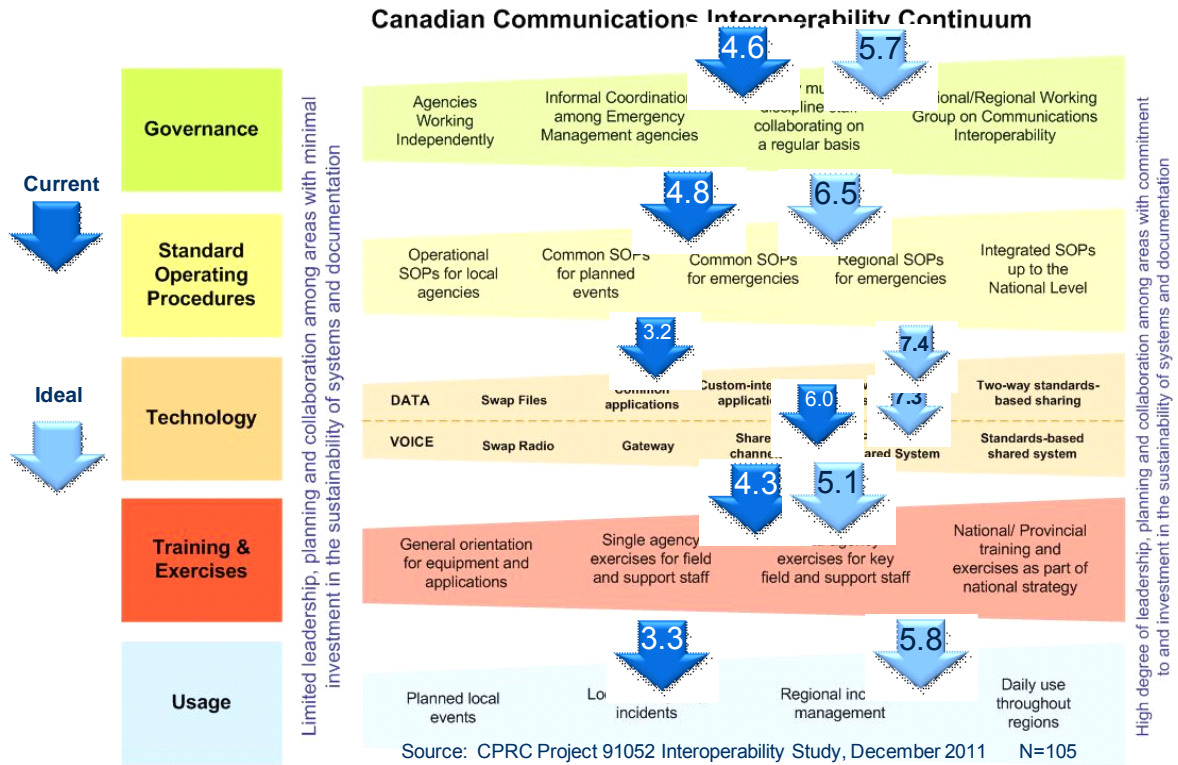 Canadian Communications Interoperability Continuum
4.6
5.7
Governance
Agencies
Working
Independently
Informal Coordination
among Emergency
Management agencies
discipline staff
collaborating on
a regular basis
Regional Working
Group on Communications
Interoperability
Current
4.8
6.5
Standard
Operating
Procedures
Operational
SOPs for local
agencies
Common SOPs
for planned
events
Common SOPs
for emergencies
Regional SOPs
for emergencies
Integrated SOPs
up to the
National Level
3.2
7.4
Ideal
Technology
DATA
Swap Files
Common
applications
6.0
7.3
Two-way standards-
based sharing
VOICE
Swap Radio
Gateway
System
Standards-based
shared system
4.3
5.1
Training &
Exercises
General orientation
for equipment and
applications
Single agency
exercises for field
and support staff
exercises for key
field and support staff
National/ Provincial
training and
exercises as part of
national strategy
3.3
5.8
Usage
Planned local
events
incidents
Regional
management
Daily use
throughout
regions
Limited leadership, planning and collaboration among areas with minimal
investment in the sustainability of systems and documentation
High degree of leadership, planning and collaboration among areas with commitment
to and investment in the sustainability of systems and documentation
Source: CPRC Project 91052 Interoperability Study, December 2011 N=105